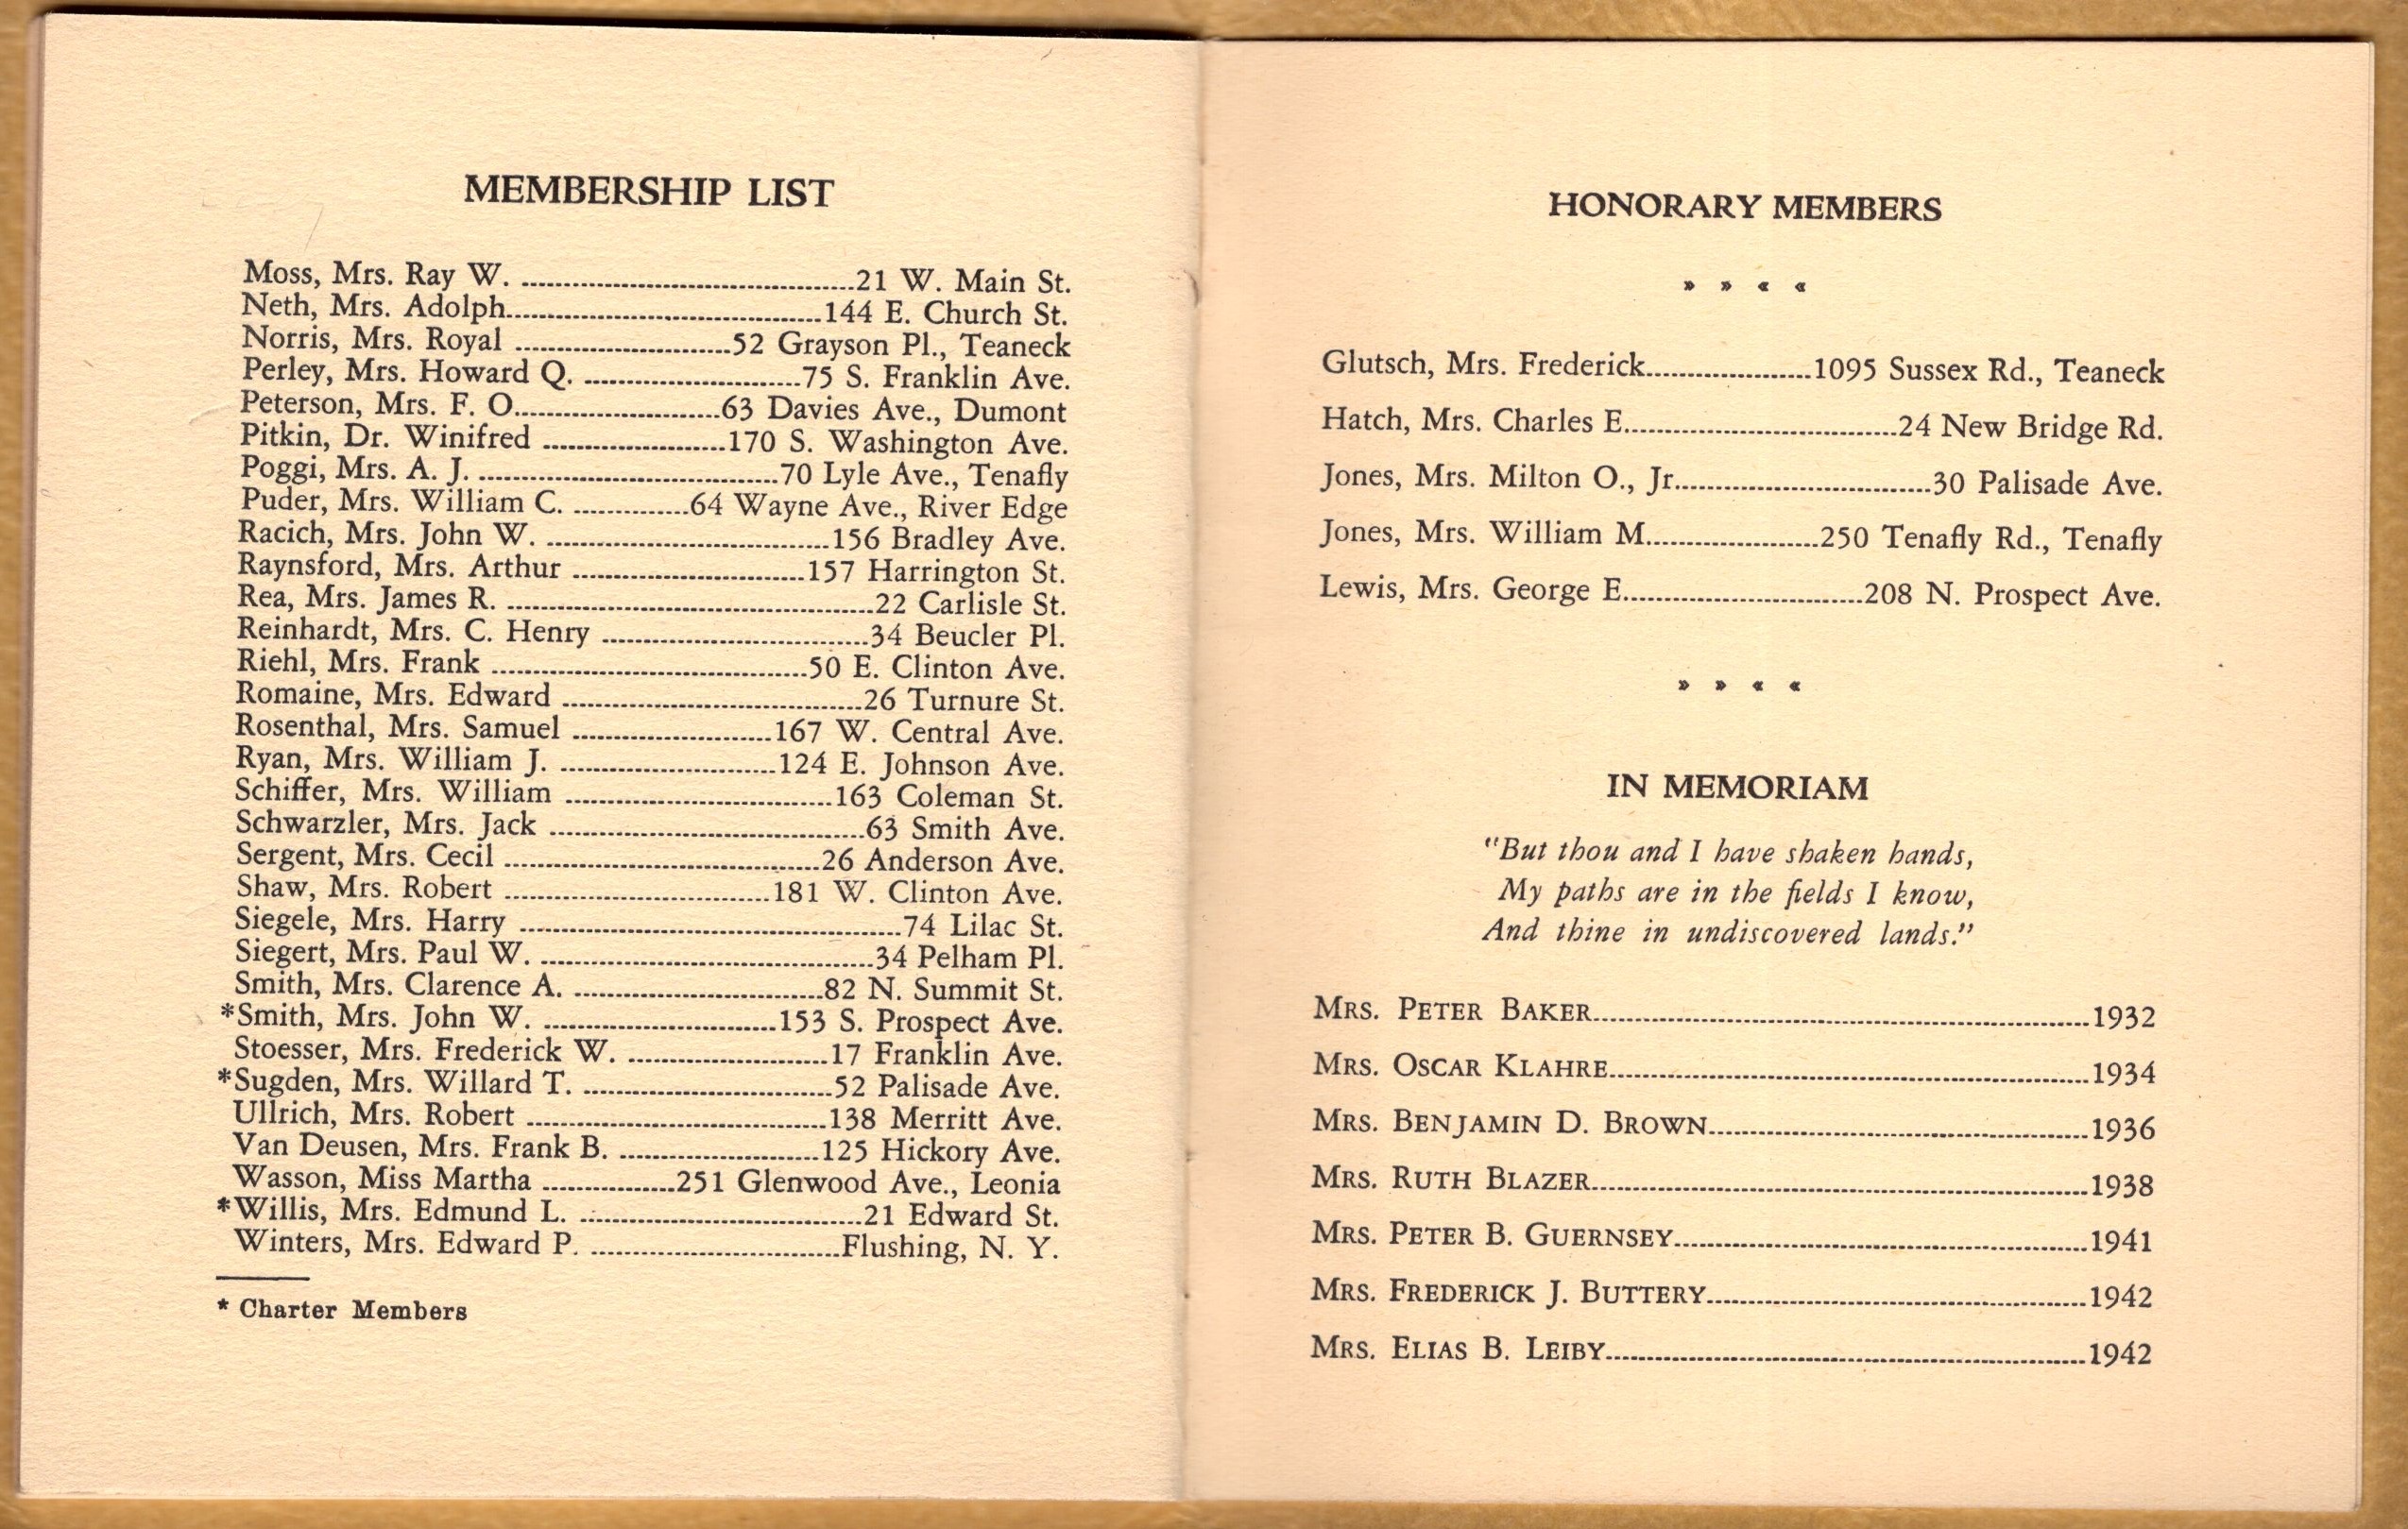 MEMBERSHIP LIST
Moss, Mrs. Ray W. ........................................21 W. Main St.
Neth, Mrs. Adolph......................................144 E. Church St.
Norris, Mrs. Royal ..........................52 Grayson Pl., Teaneck
Perley, Mrs. Howard Q. ..........................75 S. Franklin Ave.
Peterson, Mrs. F. O.........................63 Davies Ave., Dumont
Pitkin, Dr. Winifred ......................170 S. Washington Ave.
Poggi, Mrs. A. J. ....................................70 Lyle Ave., Tenafly
Puder, Mrs. William C. ..............64 Wayne Ave., River Edge
Racich, Mrs. John W. ..................................156 Bradley Ave.
Raynsford, Mrs. Arthur ............................157 Harrington St.
Rea, Mrs. James R. ............................................22 Carlisle St.
Reinhardt, Mrs. C. Henry ................................34 Beucler Pl.
Riehl, Mrs. Frank ......................................50 E. Clinton Ave.
Romaine, Mrs. Edward ....................................26 Turnure St.
Rosenthal, Mrs. Samuel ........................167 W. Central Ave.
Ryan, Mrs. William J. ..........................124 E. Johnson Ave.
Schiffer, Mrs. William ................................163 Coleman St.
Schwarzler, Mrs. Jack ......................................63 Smith Ave.
Sergent, Mrs. Cecil ......................................26 Anderson Ave.
Shaw, Mrs. Robert ................................181 W. Clinton Ave.
Siegele, Mrs. Harry ..............................................74 Lilac St.
Siegert, Mrs. Paul W. ........................................34 Pelham Pl.
Smith, Mrs. Clarence A. ..............................82 N. Summit St.
*Smith, Mrs. John W. ............................153 S. Prospect Ave.
Stoesser, Mrs. Frederick W. ........................17 Franklin Ave.
*Sugden, Mrs. Willard T. ..............................52 Palisade Ave.
Ullrich, Mrs. Robert ....................................138 Merritt Ave.
Van Deusen, Mrs. Frank B. ........................125 Hickory Ave.
Wasson, Miss Martha ................251 Glenwood Ave., Leonia
*Willis, Mrs. Edmund L. ..................................21 Edward St.
Winters, Mrs. Edward P. ..............................Flushing, N. Y.
* Charter Members
HONORARY MEMBERS
» » « «
Glutsch, Mrs. Frederick....................1095 Sussex Rd., Teaneck
Hatch, Mrs. Charles E................................24 New Bridge Rd.
Jones, Mrs. Milton O., Jr...............................30 Palisade Ave.
Jones, Mrs. William M.....................250 Tenafly Rd., Tenafly
Lewis, Mrs. George E.............................208 N. Prospect Ave.
» » « «
IN MEMORIAM
"But thou and I have shaken hands,
My paths are in the fields I know,
And thine in undiscovered lands."
MRS. PETER BAKER............................................................1932
MRS. OSCAR KLAHRE..........................................................1934
MRS. BENJAMIN D. BROWN..............................................1936
MRS. RUTH BLAZER............................................................1938
MRS. PETER B. GUERNSEY..................................................1941
MRS. FREDERICK J. BUTTERY..............................................1942
MRS. ELIAS B. LEIBY..........................................................1942